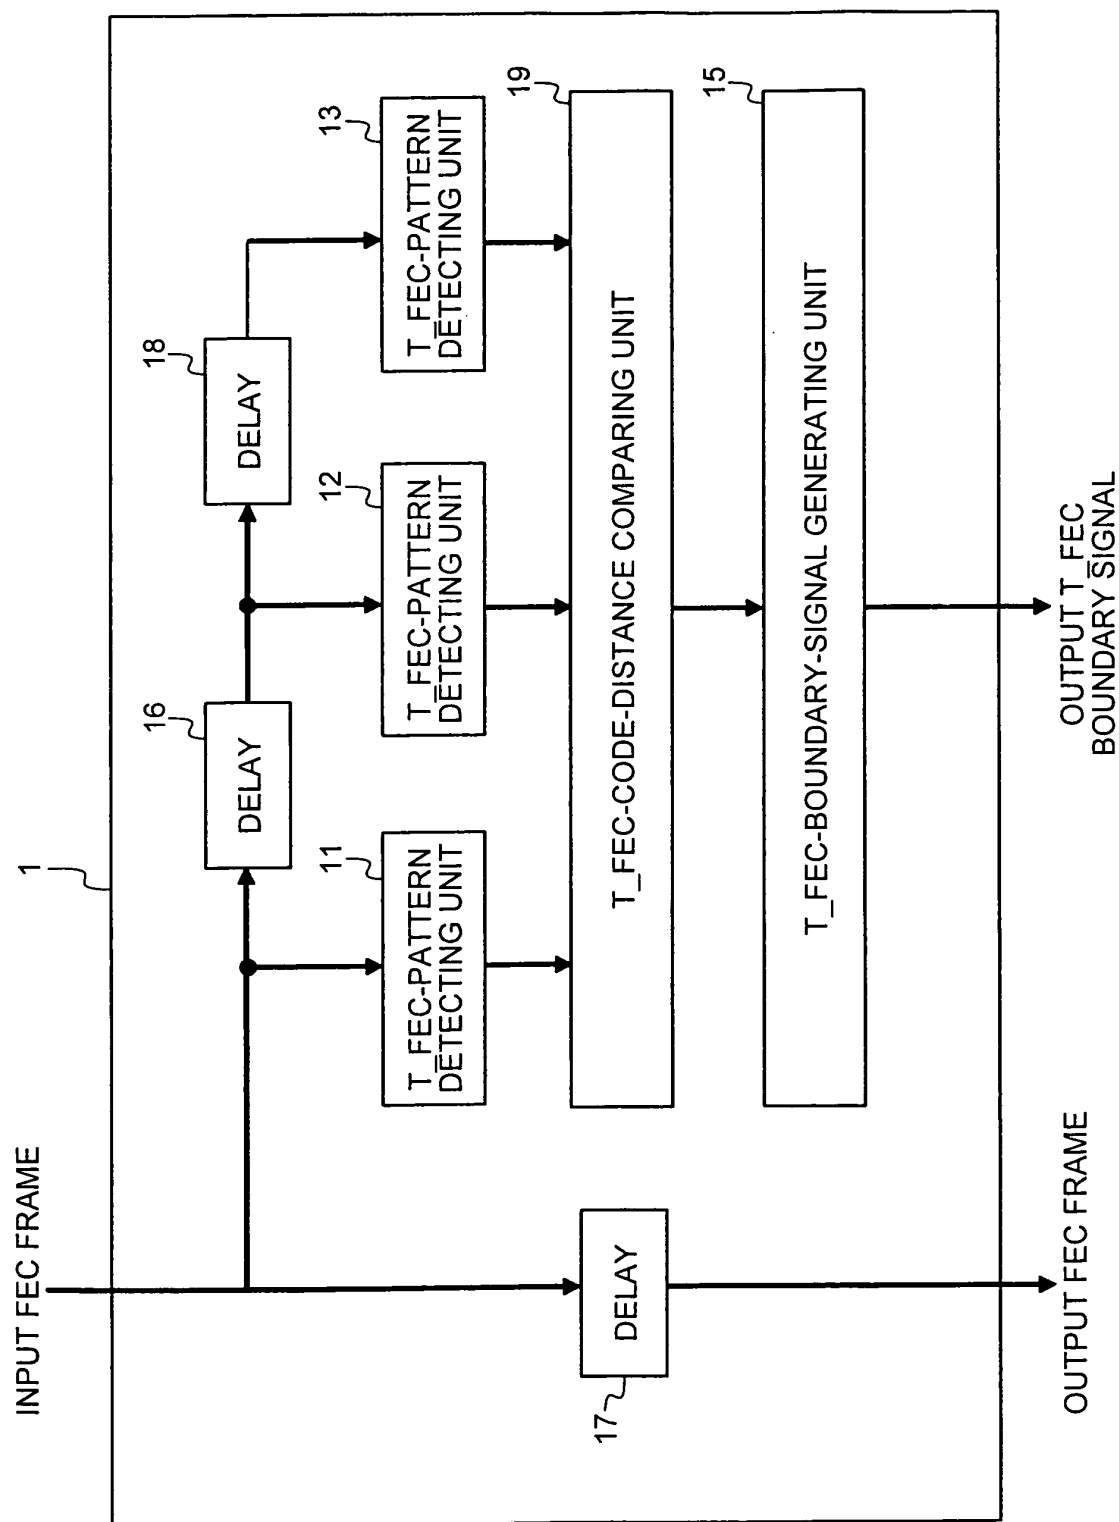 INPUT FEC FRAME
1
16
DELAY
18
DELAY
11
T_FEC-PATTERN
DETECTING UNIT
12
T_FEC-PATTERN
DETECTING UNIT
13
T_FEC-PATTERN
DETECTING UNIT
19
T_FEC-CODE-DISTANCE COMPARING UNIT
17
DELAY
15
T_FEC-BOUNDARY-SIGNAL GENERATING UNIT
OUTPUT FEC FRAME
OUTPUT T_FEC
BOUNDARY SIGNAL